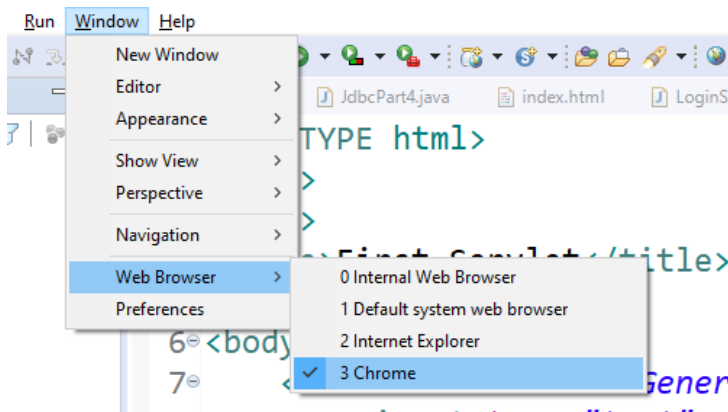 Run Window Help
New Window
Editor
Appearance
Show View
Perspective
Navigation
Web Browser
Preferences
0 Internal Web Browser
1 Default system web browser
2 Internet Explorer
3 Chrome
JdbcPart4.java index.html LoginS
TYPE html>
>
>
First Servlet</title>
6 <body
7 < Gener